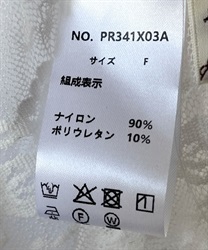 NO. PR341X03A
サイズ F
組成表示
ナイロン 90%
ポリウレタン 10%
F W